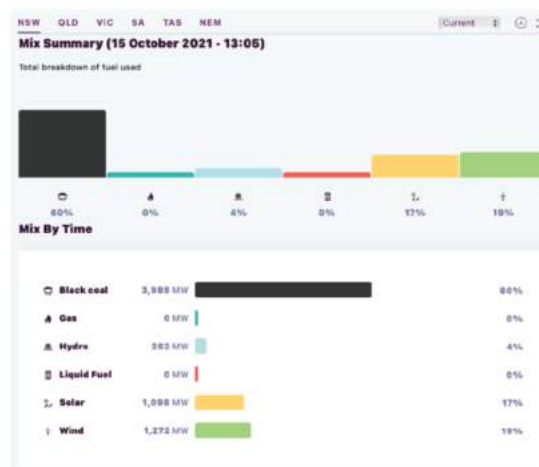 NSW QLD VIC SA TAS NEM Current
Mix Summary (15 October 2021 - 13:05)
Total breakdown of fuel used
60% 0% 4% 0% 17% 19%
Mix By Time
Black coal MW 60%
Gas 0 MW 0%
Hydro MW 4%
Liquid Fuel 0 MW 0%
Solar 1,098 MW 17%
Wind 1,272 MW 19%